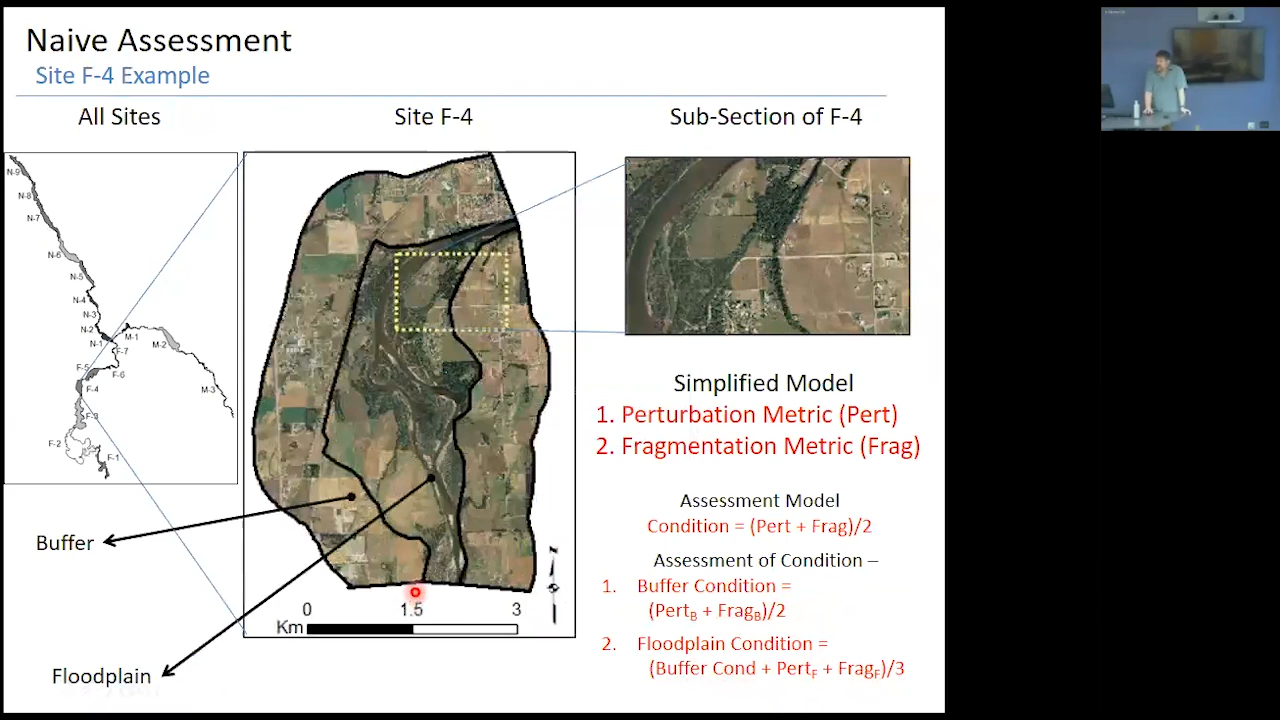 Naive Assessment
Site F-4 Example
All Sites
Site F-4
Sub-Section of F-4
N-9
N-8
N-7
N-6
N-5
N-4
N-3
N-2
N-1
M-1
M-2
M-3
F-7
F-6
F-5
F-4
F-3
F-2
F-1
Buffer
Floodplain
0 1.5 3
Km
Simplified Model
1. Perturbation Metric (Pert)
2. Fragmentation Metric (Frag)
Assessment Model
Condition = (Pert + Frag)/2
Assessment of Condition –
1. Buffer Condition =
(PertB + FragB)/2
2. Floodplain Condition =
(Buffer Cond + PertF + FragF)/3